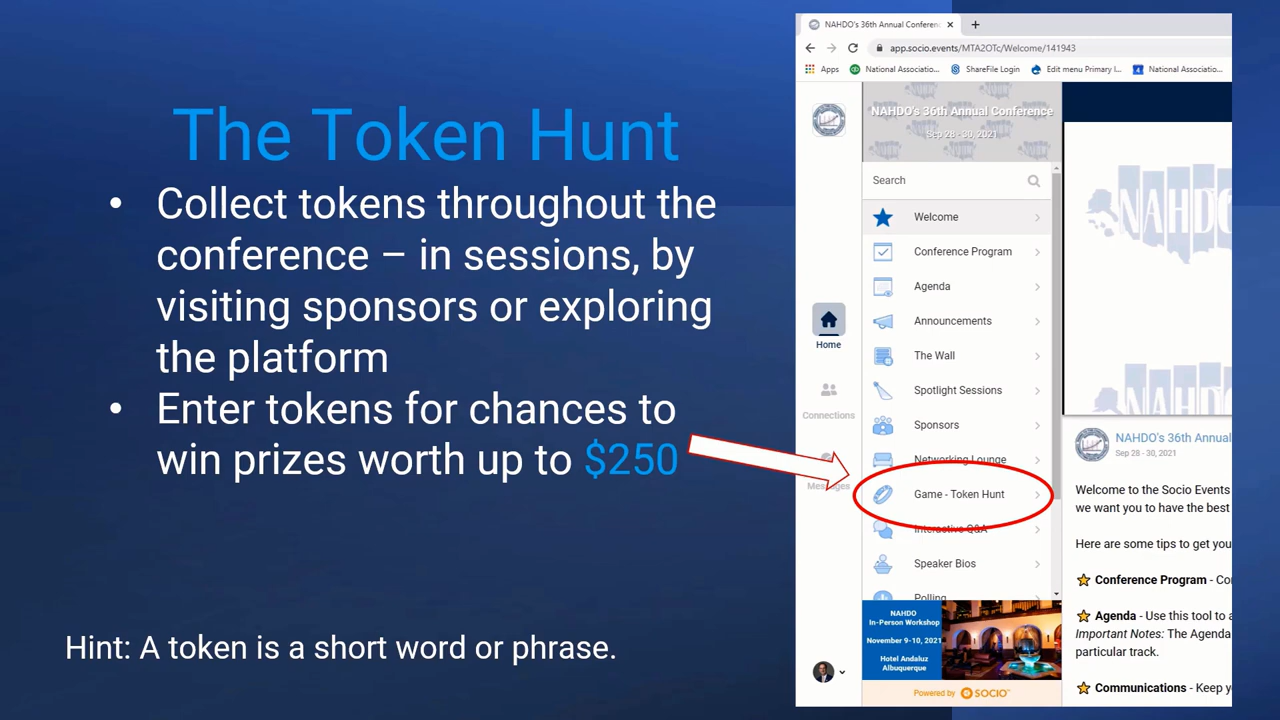 The Token Hunt
• Collect tokens throughout the
conference – in sessions, by
visiting sponsors or exploring
the platform
• Enter tokens for chances to
win prizes worth up to $250
Hint: A token is a short word or phrase.
NAHDO's 36th Annual Conferenc
app.socio.events/MTA2OTc/Welcome/141943
Apps
National Associatio...
ShareFile Login
Edit menu Primary l...
National Associatio...
NAHDO's 36th Annual Conference
Sep 28 - 30, 2021
Search
Welcome
Conference Program
Agenda
Announcements
The Wall
Spotlight Sessions
Sponsors
Networking Lounge
Game - Token Hunt
Interactive Q&A
Speaker Bios
Polling
Home
Connections
Messages
NAHDO
In-Person Workshop
November 9-10, 2021
Hotel Andaluz
Albuquerque
Powered by SOCIO™
NAHDO
NAHDO's 36th Annual
Sep 28 - 30, 2021
Welcome to the Socio Events
we want you to have the best
Here are some tips to get you
Conference Program - Co
Agenda - Use this tool to a
Important Notes: The Agenda
particular track.
Communications - Keep y